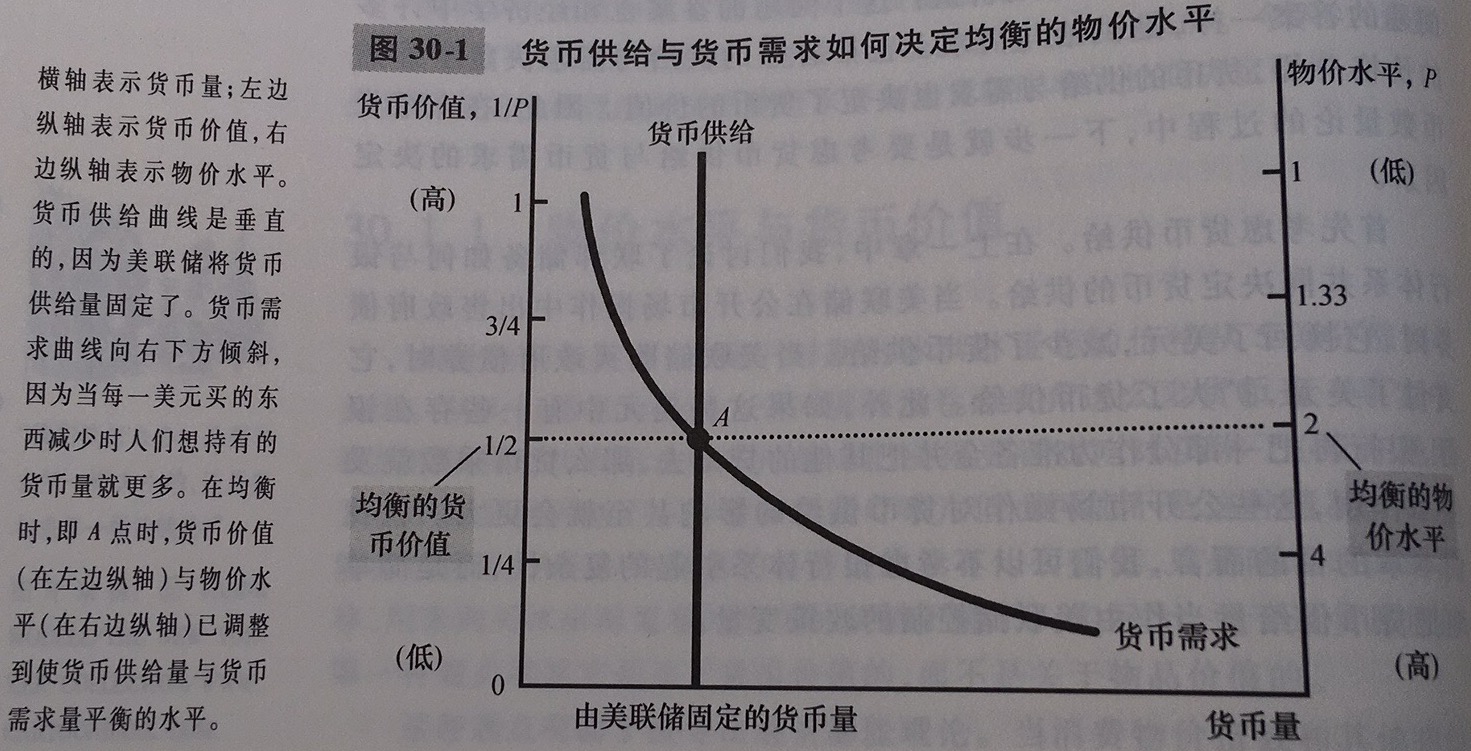 图 30-1 货币供给与货币需求如何决定均衡的物价水平
横轴表示货币量；左边
纵轴表示货币价值，右
边纵轴表示物价水平。
货币供给曲线是垂直
的，因为美联储将货币
供给量固定了。货币需
求曲线向右下方倾斜，
因为当每一美元买的东
西减少时人们想持有的
货币量就更多。在均衡
时，即 A 点时，货币价值
（在左边纵轴）与物价水
平（在右边纵轴）已调整
到使货币供给量与货币
需求量平衡的水平。
货币价值，1/P
物价水平，P
货币供给
(高)
1
1
(低)
3/4
1.33
A
1/2
2
均衡的货
币价值
均衡的物
价水平
1/4
4
货币需求
(低)
(高)
0
由美联储固定的货币量
货币量